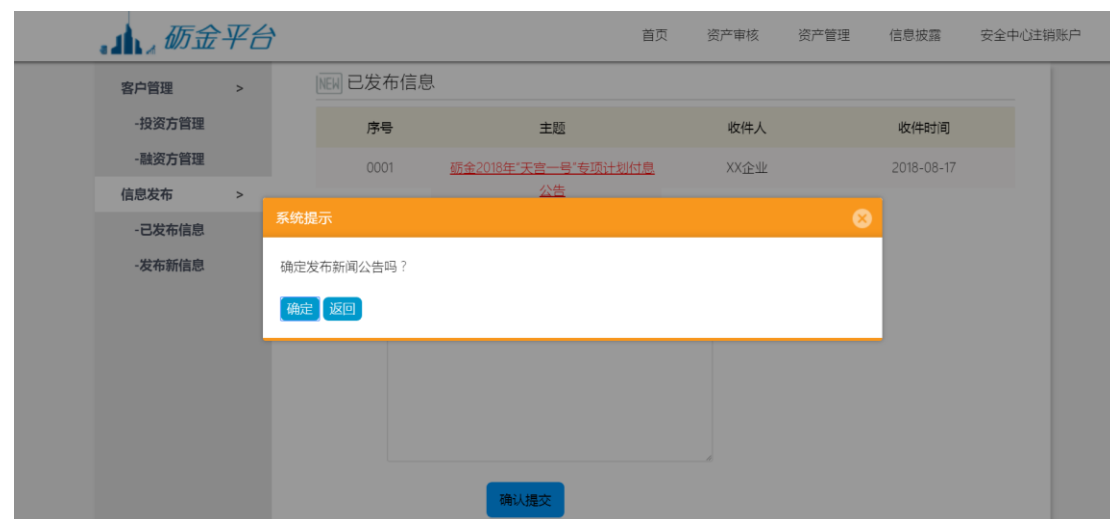 砺金平台
首页 资产审核 资产管理 信息披露 安全中心注销账户
客户管理 >
-投资方管理
-融资方管理
信息发布 >
-已发布信息
-发布新信息
NEW 已发布信息
序号 主题 收件人 收件时间
0001 砺金2018年"天宫一号"专项计划付息 XX企业 2018-08-17
公告
系统提示
确定发布新闻公告吗？
确定 返回
确认提交